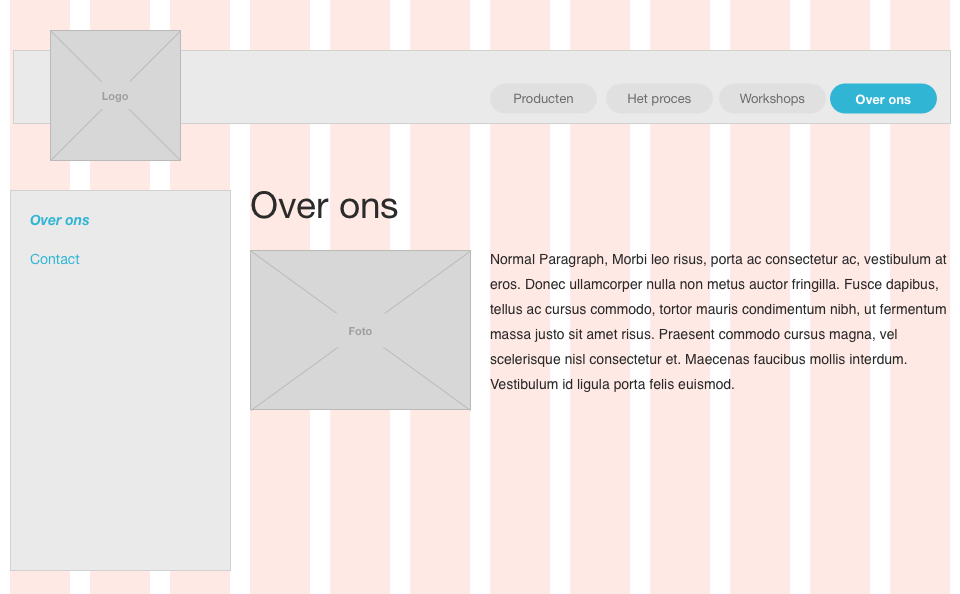 Logo
Producten
Het proces
Workshops
Over ons
Over ons
Contact
Over ons
Foto
Normal Paragraph, Morbi leo risus, porta ac consectetur ac, vestibulum at
eros. Donec ullamcorper nulla non metus auctor fringilla. Fusce dapibus,
tellus ac cursus commodo, tortor mauris condimentum nibh, ut fermentum
massa justo sit amet risus. Praesent commodo cursus magna, vel
scelerisque nisl consectetur et. Maecenas faucibus mollis interdum.
Vestibulum id ligula porta felis euismod.